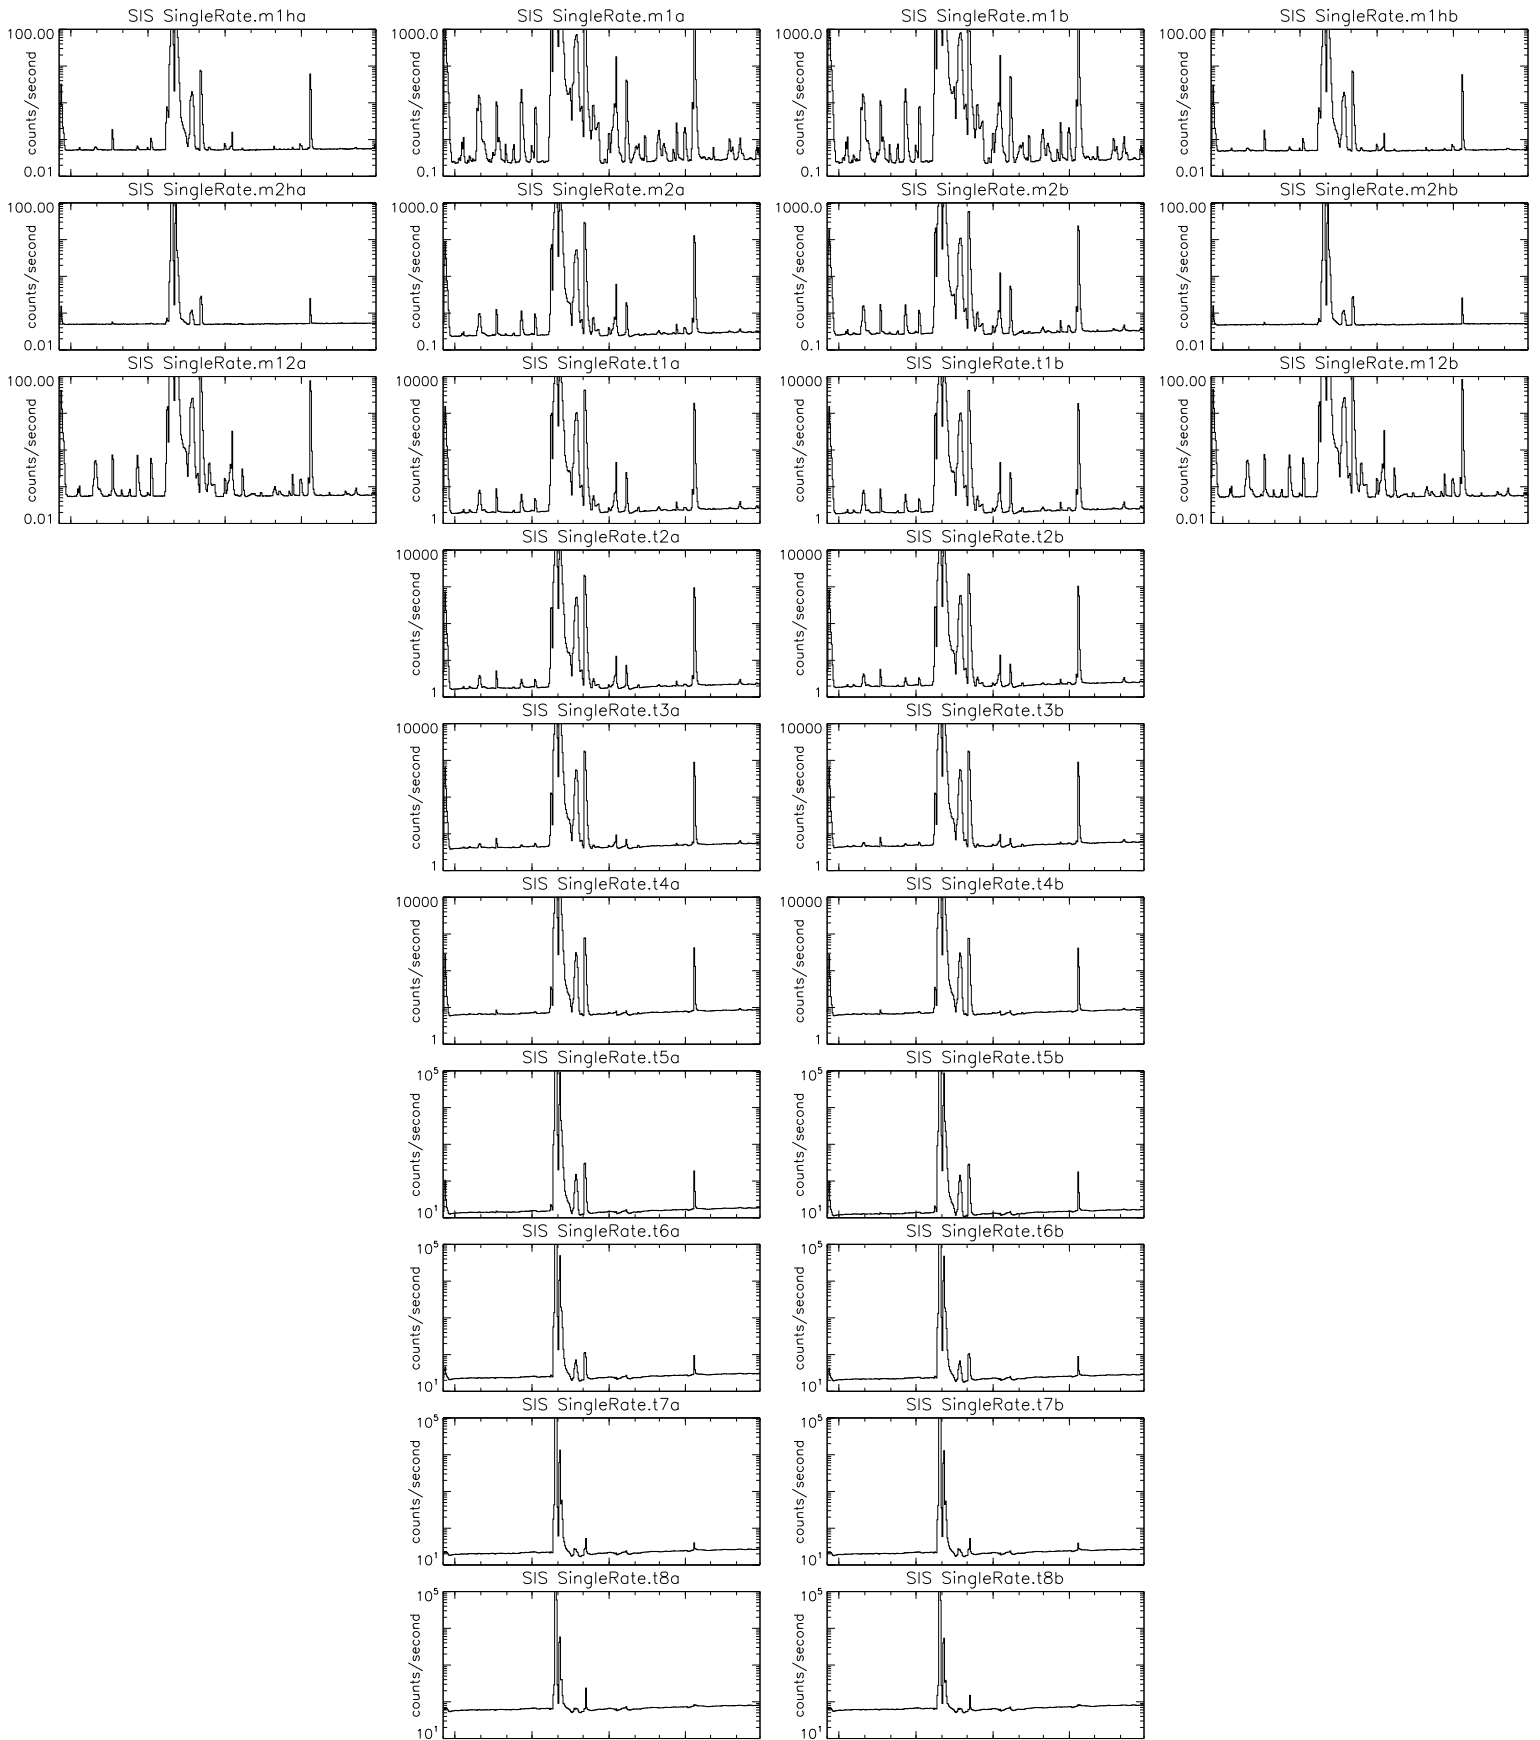 SIS SingleRate.m1ha
100.00
counts/second
0.01
SIS SingleRate.m1a
1000.0
counts/second
0.1
SIS SingleRate.m1b
1000.0
counts/second
0.1
SIS SingleRate.m1hb
100.00
counts/second
0.01
SIS SingleRate.m2ha
100.00
counts/second
0.01
SIS SingleRate.m2a
1000.0
counts/second
0.1
SIS SingleRate.m2b
1000.0
counts/second
0.1
SIS SingleRate.m2hb
100.00
counts/second
0.01
SIS SingleRate.m12a
100.00
counts/second
0.01
SIS SingleRate.t1a
10000
counts/second
1
SIS SingleRate.t1b
10000
counts/second
1
SIS SingleRate.m12b
100.00
counts/second
0.01
SIS SingleRate.t2a
10000
counts/second
1
SIS SingleRate.t2b
10000
counts/second
1
SIS SingleRate.t3a
10000
counts/second
1
SIS SingleRate.t3b
10000
counts/second
1
SIS SingleRate.t4a
10000
counts/second
1
SIS SingleRate.t4b
10000
counts/second
1
SIS SingleRate.t5a
10⁵
counts/second
10¹
SIS SingleRate.t5b
10⁵
counts/second
10¹
SIS SingleRate.t6a
10⁵
counts/second
10¹
SIS SingleRate.t6b
10⁵
counts/second
10¹
SIS SingleRate.t7a
10⁵
counts/second
10¹
SIS SingleRate.t7b
10⁵
counts/second
10¹
SIS SingleRate.t8a
10⁵
counts/second
10¹
SIS SingleRate.t8b
10⁵
counts/second
10¹